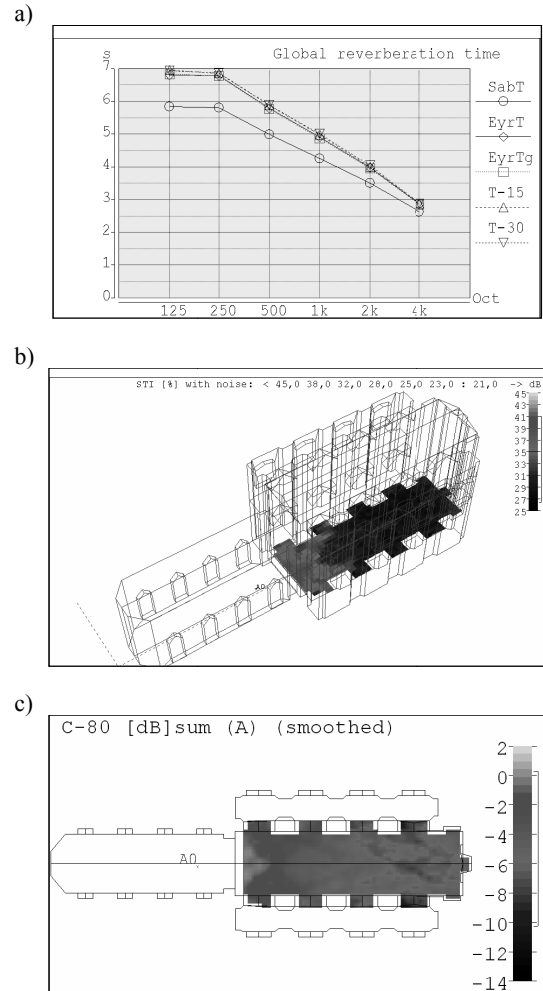 a)
s
Global reverberation time
7
6
5
4
3
2
1
0
125 250 500 1k 2k 4k
Oct
SabT
EyrT
EyrTg
T-15
T-30
b)
STI [%] with noise: < 45,0 38,0 32,0 28,0 25,0 23,0 : 21,0 -> dB
45
43
41
39
37
35
33
31
29
27
25
A0
c)
C-80 [dB]sum (A) (smoothed)
2
0
-2
-4
-6
-8
-10
-12
-14
A0